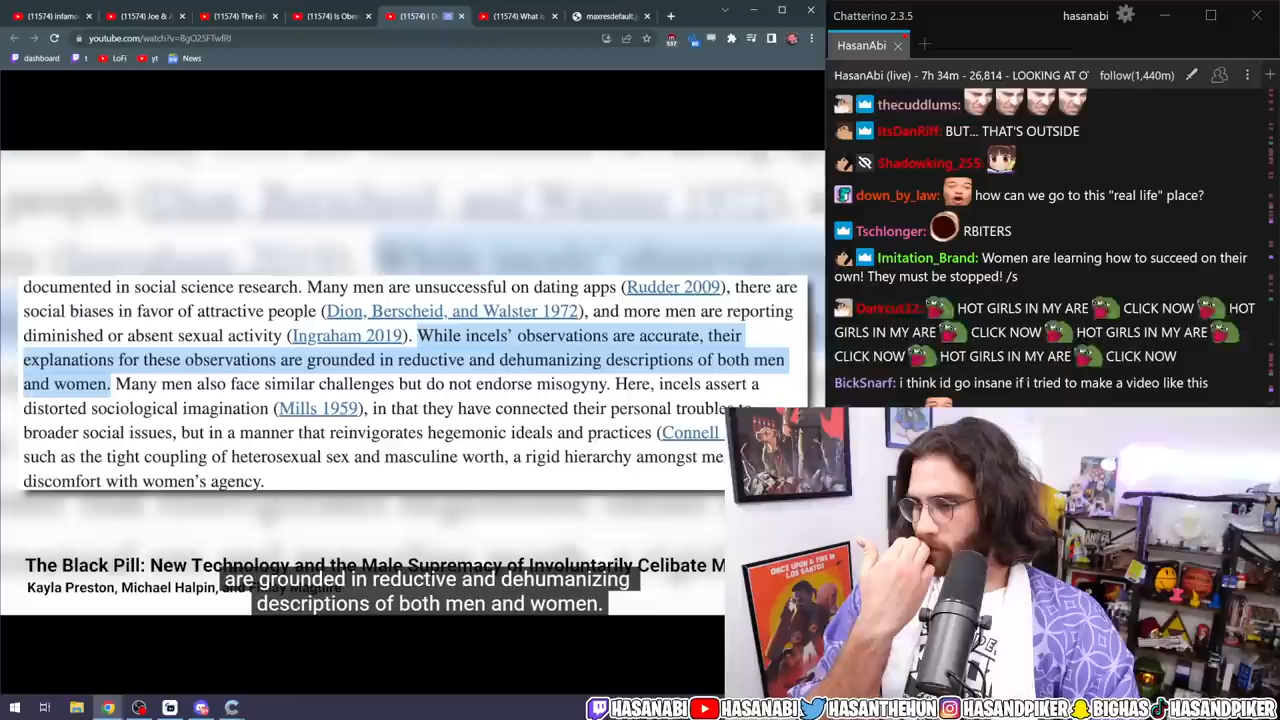 (11574) Infamo
(11574) Joe & A
(11574) The Fal
(11574) Is Obes
(11574) I D
(11574) What is
maxresdefault.j
youtube.com/watch?v=8gO25FTwfRI
dashboard
t
LoFi
yt
News
documented in social science research. Many men are unsuccessful on dating apps (Rudder 2009), there are
social biases in favor of attractive people (Dion, Berscheid, and Walster 1972), and more men are reporting
diminished or absent sexual activity (Ingraham 2019). While incels' observations are accurate, their
explanations for these observations are grounded in reductive and dehumanizing descriptions of both men
and women. Many men also face similar challenges but do not endorse misogyny. Here, incels assert a
distorted sociological imagination (Mills 1959), in that they have connected their personal troubles to
broader social issues, but in a manner that reinvigorates hegemonic ideals and practices (Connell
such as the tight coupling of heterosexual sex and masculine worth, a rigid hierarchy amongst me
discomfort with women's agency.
The Black Pill: New Technology and the Male Supremacy of Involuntarily Celibate M
Kayla Preston, Michael Halpin, and
are grounded in reductive and dehumanizing
descriptions of both men and women.
Chatterino 2.3.5
hasanabi
HasanAbi
HasanAbi (live) - 7h 34m - 26,814 - LOOKING AT O
follow(1,440m)
thecuddlums:
ItsDanRiff: BUT... THAT'S OUTSIDE
Shadowking_255
down_by_law: how can we go to this "real life" place?
Tschlonger: RBITERS
Imitation_Brand: Women are learning how to succeed on their
own! They must be stopped! /s
Darkcut12: HOT GIRLS IN MY ARE CLICK NOW HOT
GIRLS IN MY ARE CLICK NOW HOT GIRLS IN MY ARE
CLICK NOW HOT GIRLS IN MY ARE CLICK NOW
BickSnarf: i think id go insane if i tried to make a video like this
ONCE UPON A TIME IN
LOS SANTOS
HASANABI
HASANABI
HASANTHEHUN
HASANDPIKER
BIGHAS
HASANDPIKER